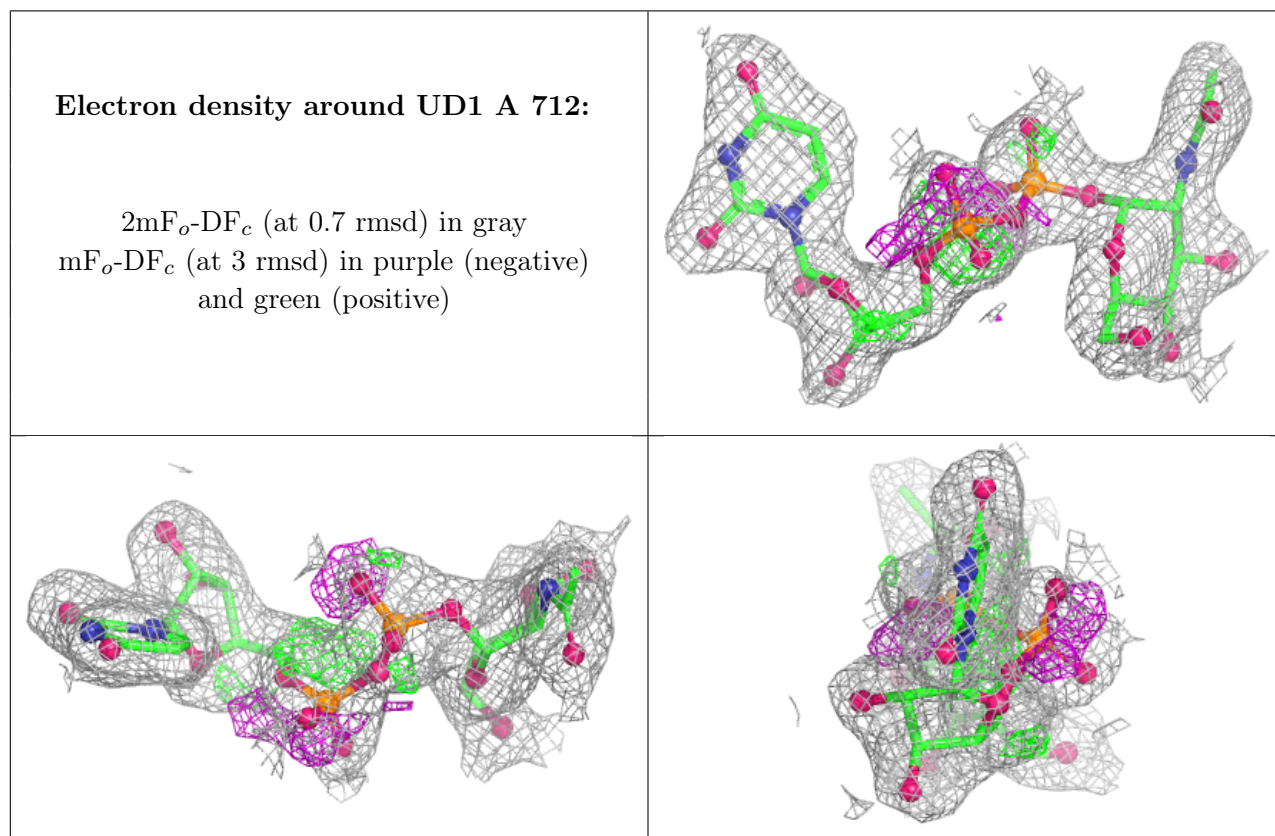 Electron density around UD1 A 712:
2mFo-DFc (at 0.7 rmsd) in gray
mFo-DFc (at 3 rmsd) in purple (negative)
and green (positive)